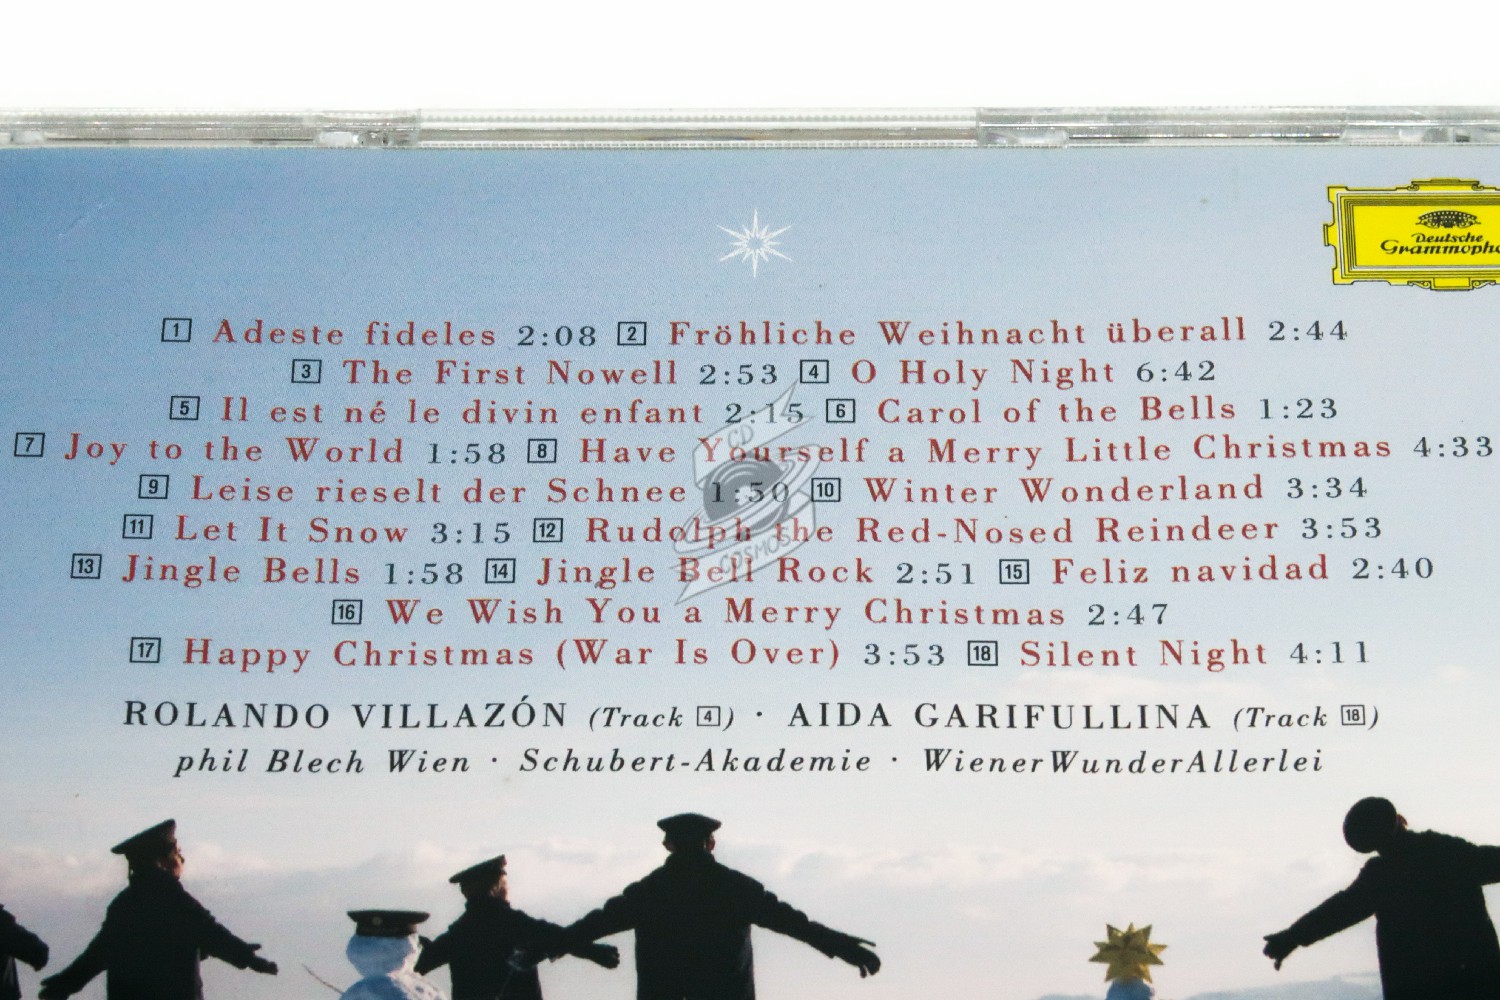 Deutsche
Grammopho
1 Adeste fideles 2:08 2 Fröhliche Weihnacht überall 2:44
3 The First Nowell 2:53 4 O Holy Night 6:42
5 Il est né le divin enfant 2:15 6 Carol of the Bells 1:23
7 Joy to the World 1:58 8 Have Yourself a Merry Little Christmas 4:33
9 Leise rieselt der Schnee 1:50 10 Winter Wonderland 3:34
11 Let It Snow 3:15 12 Rudolph the Red-Nosed Reindeer 3:53
13 Jingle Bells 1:58 14 Jingle Bell Rock 2:51 15 Feliz navidad 2:40
16 We Wish You a Merry Christmas 2:47
17 Happy Christmas (War Is Over) 3:53 18 Silent Night 4:11
ROLANDO VILLAZÓN (Track 4) · AIDA GARIFULLINA (Track 18)
phil Blech Wien · Schubert-Akademie · WienerWunderAllerlei
CD
COSMOS